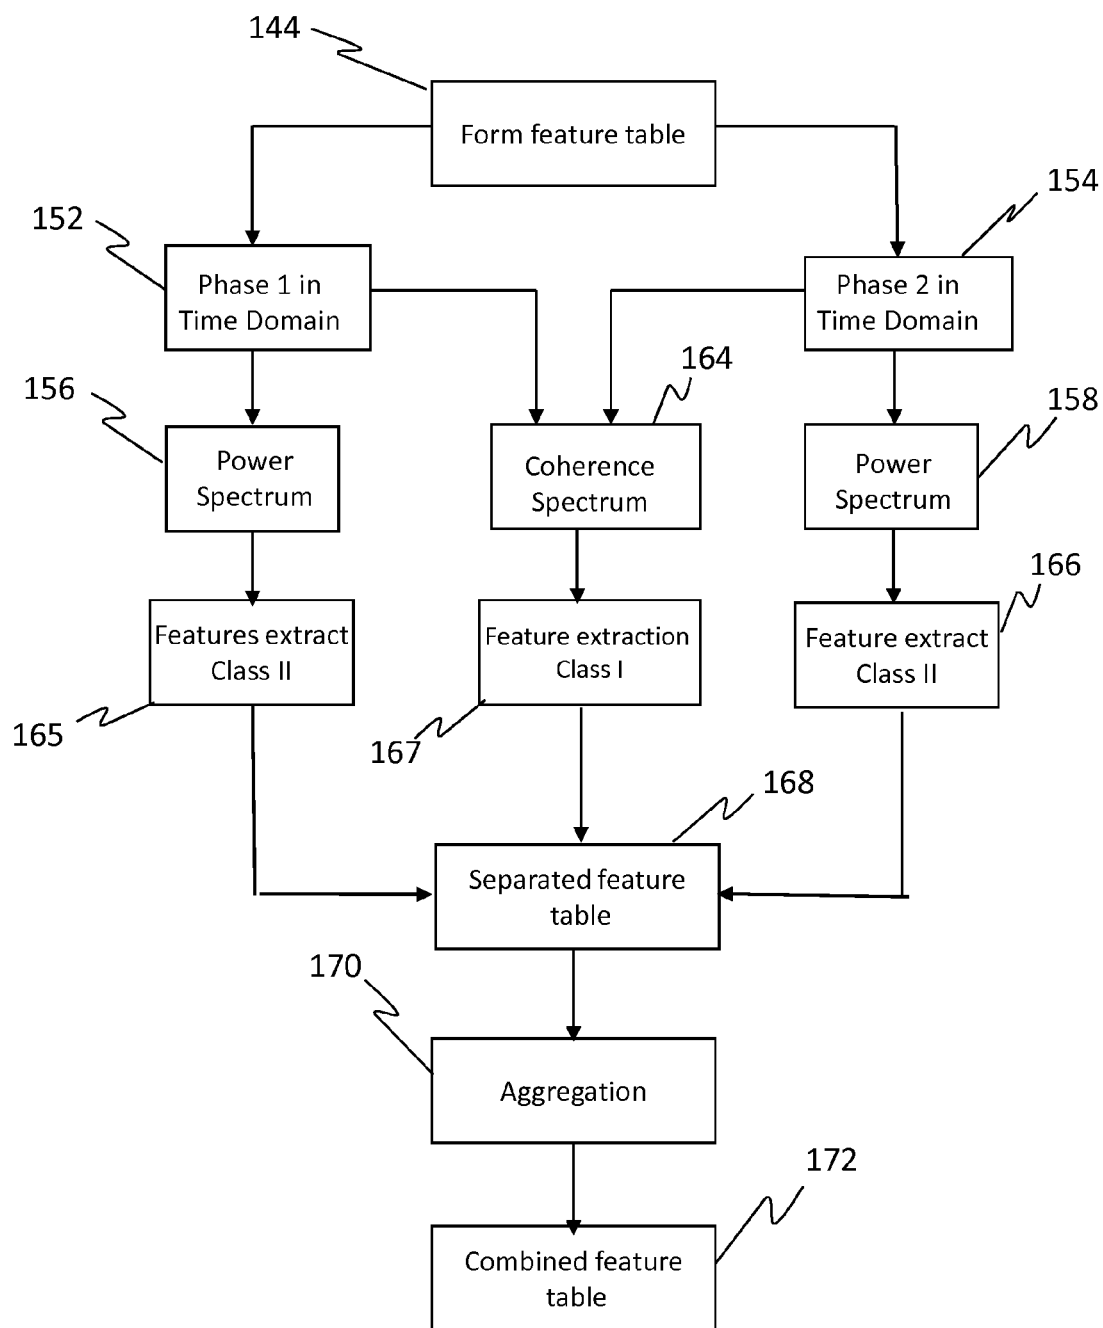 144
Form feature table
152
154
Phase 1 in
Time Domain
Phase 2 in
Time Domain
156
164
158
Power
Spectrum
Coherence
Spectrum
Power
Spectrum
166
Features extract
Class II
Feature extraction
Class I
Feature extract
Class II
165
167
168
Separated feature
table
170
Aggregation
172
Combined feature
table